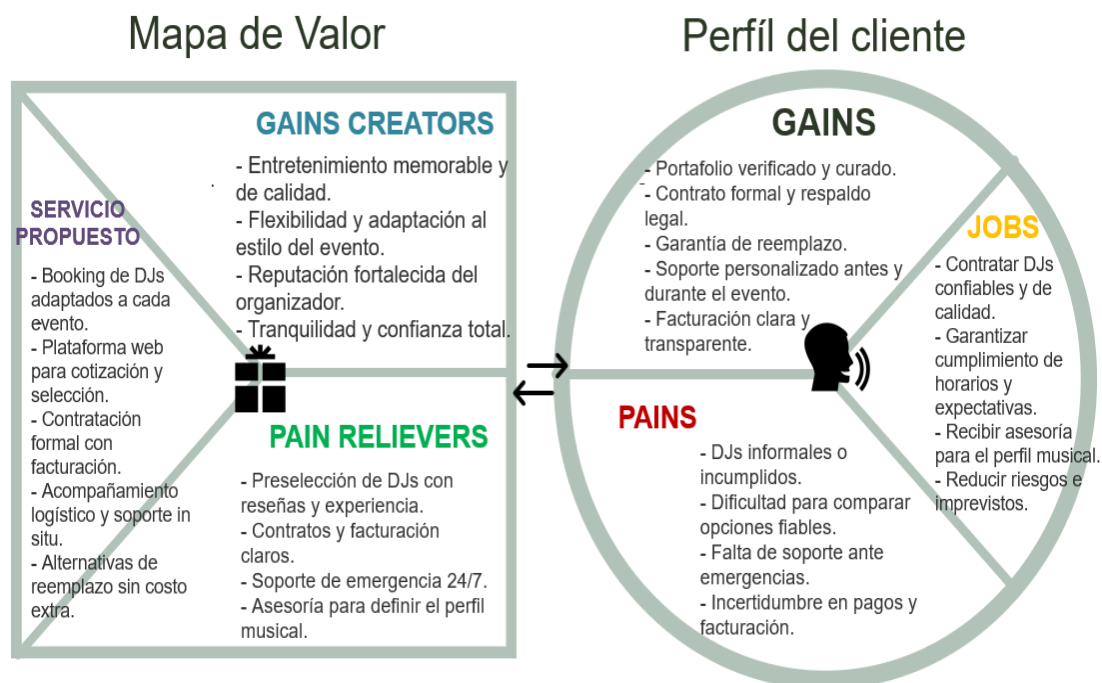 Mapa de Valor
Perfíl del cliente
GAINS CREATORS
- Entretenimiento memorable y
de calidad.
- Flexibilidad y adaptación al
estilo del evento.
- Reputación fortalecida del
organizador.
- Tranquilidad y confianza total.
SERVICIO
PROPUESTO
- Booking de DJs
adaptados a cada
evento.
- Plataforma web
para cotización y
selección.
- Contratación
formal con
facturación.
- Acompañamiento
logístico y soporte in
situ.
- Alternativas de
reemplazo sin costo
extra.
PAIN RELIEVERS
- Preselección de DJs con
reseñas y experiencia.
- Contratos y facturación
claros.
- Soporte de emergencia 24/7.
- Asesoría para definir el perfil
musical.
GAINS
- Portafolio verificado y curado.
- Contrato formal y respaldo
legal.
- Garantía de reemplazo.
- Soporte personalizado antes y
durante el evento.
- Facturación clara y
transparente.
JOBS
- Contratar DJs
confiables y de
calidad.
- Garantizar
cumplimiento de
horarios y
expectativas.
- Recibir asesoría
para el perfil musical.
- Reducir riesgos e
imprevistos.
PAINS
- DJs informales o
incumplidos.
- Dificultad para comparar
opciones fiables.
- Falta de soporte ante
emergencias.
- Incertidumbre en pagos y
facturación.